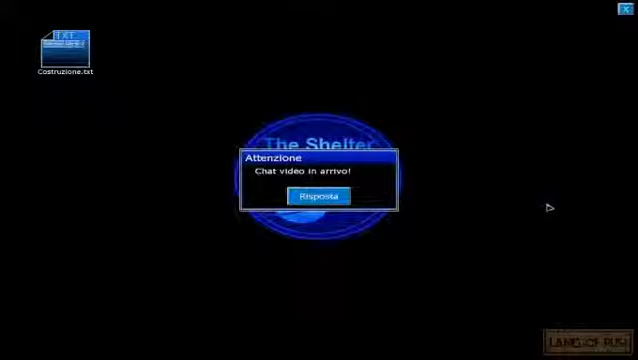 X
TXT
Costruzione.txt
The Shelter
Attenzione
Chat video in arrivo!
Risposta